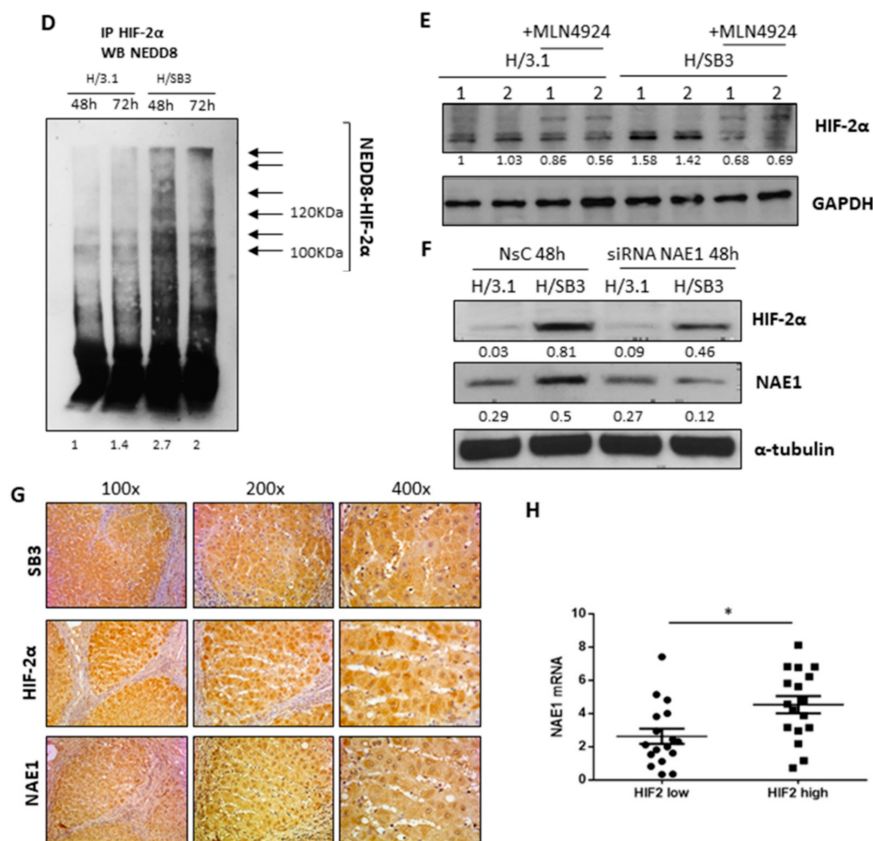 D
IP HIF-2α
WB NEDD8
H/3.1 H/SB3
48h 72h 48h 72h
120KDa
100KDa
NEDD8-HIF-2α
1 1.4 2.7 2
E
+MLN4924 +MLN4924
H/3.1 H/SB3
1 2 1 2 1 2 1 2
HIF-2α
1 1.03 0.86 0.56 1.58 1.42 0.68 0.69
GAPDH
F
NsC 48h siRNA NAE1 48h
H/3.1 H/SB3 H/3.1 H/SB3
HIF-2α
0.03 0.81 0.09 0.46
NAE1
0.29 0.5 0.27 0.12
α-tubulin
G
100x 200x 400x
SB3
HIF-2α
NAE1
H
*
NAE1 mRNA
10
8
6
4
2
0
HIF2 low HIF2 high